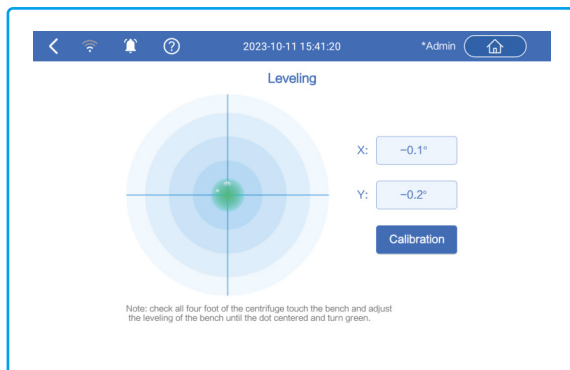 2023-10-11 15:41:20 *Admin
Leveling
X: −0.1°
Y: −0.2°
Calibration
Note: check all four foot of the centrifuge touch the bench and adjust
the leveling of the bench until the dot centered and turn green.